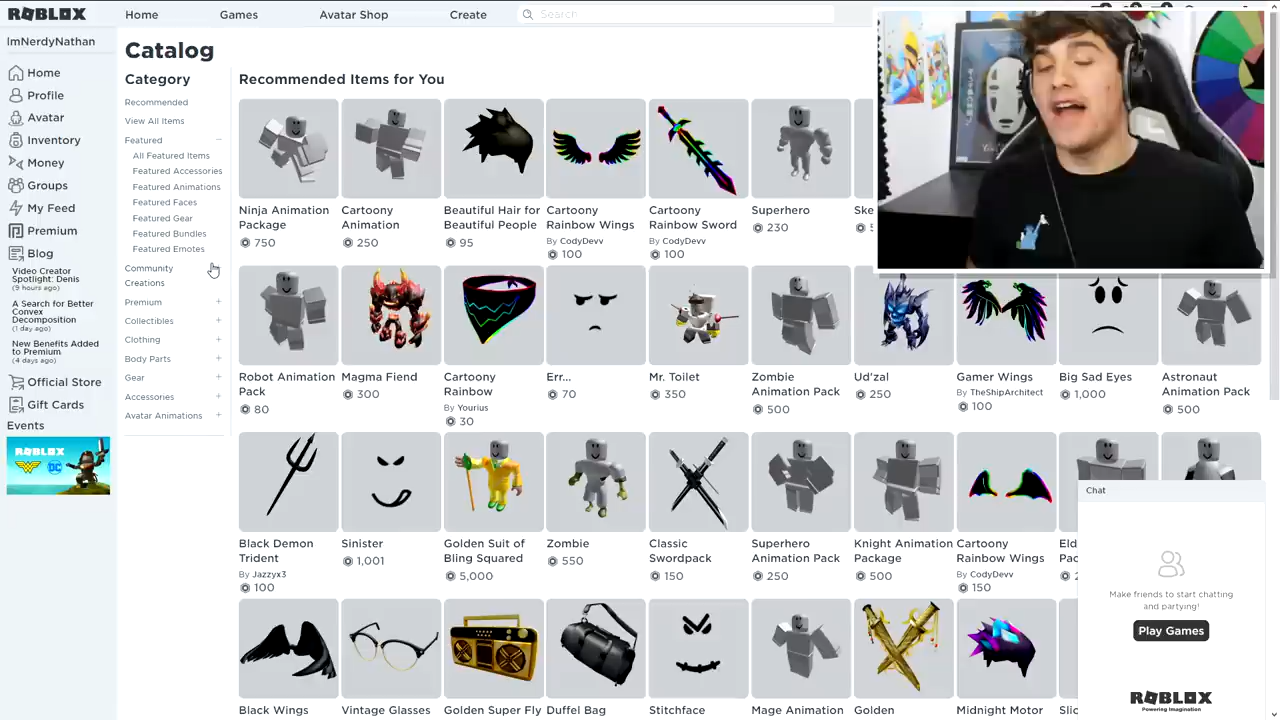 ROBLOX
Home
Games
Avatar Shop
Create
Search
ImNerdyNathan
Home
Profile
Avatar
Inventory
Money
Groups
My Feed
Premium
Blog
Video Creator
Spotlight: Denis
(9 hours ago)
A Search for Better
Convex
Decomposition
(1 day ago)
New Benefits Added
to Premium
(4 days ago)
Official Store
Gift Cards
Events
ROBLOX
DC
Catalog
Category
Recommended
View All Items
Featured
All Featured Items
Featured Accessories
Featured Animations
Featured Faces
Featured Gear
Featured Bundles
Featured Emotes
Community
Creations
Premium
Collectibles
Clothing
Body Parts
Gear
Accessories
Avatar Animations
Recommended Items for You
Ninja Animation
Package
750
Cartoony
Animation
250
Beautiful Hair for
Beautiful People
95
Cartoony
Rainbow Wings
By CodyDevv
100
Cartoony
Rainbow Sword
By CodyDevv
100
Superhero
230
Ske
Robot Animation
Pack
80
Magma Fiend
300
Cartoony
Rainbow
By Yourius
30
Err...
70
Mr. Toilet
350
Zombie
Animation Pack
500
Ud'zal
250
Gamer Wings
By TheShipArchitect
100
Big Sad Eyes
1,000
Astronaut
Animation Pack
500
Black Demon
Trident
By Jazzyx3
100
Sinister
1,001
Golden Suit of
Bling Squared
5,000
Zombie
550
Classic
Swordpack
150
Superhero
Animation Pack
250
Knight Animation
Package
500
Cartoony
Rainbow Wings
By CodyDevv
150
Eld
Pac
2
Black Wings
Vintage Glasses
Golden Super Fly
Duffel Bag
Stitchface
Mage Animation
Golden
Midnight Motor
Slic
Chat
Make friends to start chatting
and partying!
Play Games
ROBLOX
Powering Imagination